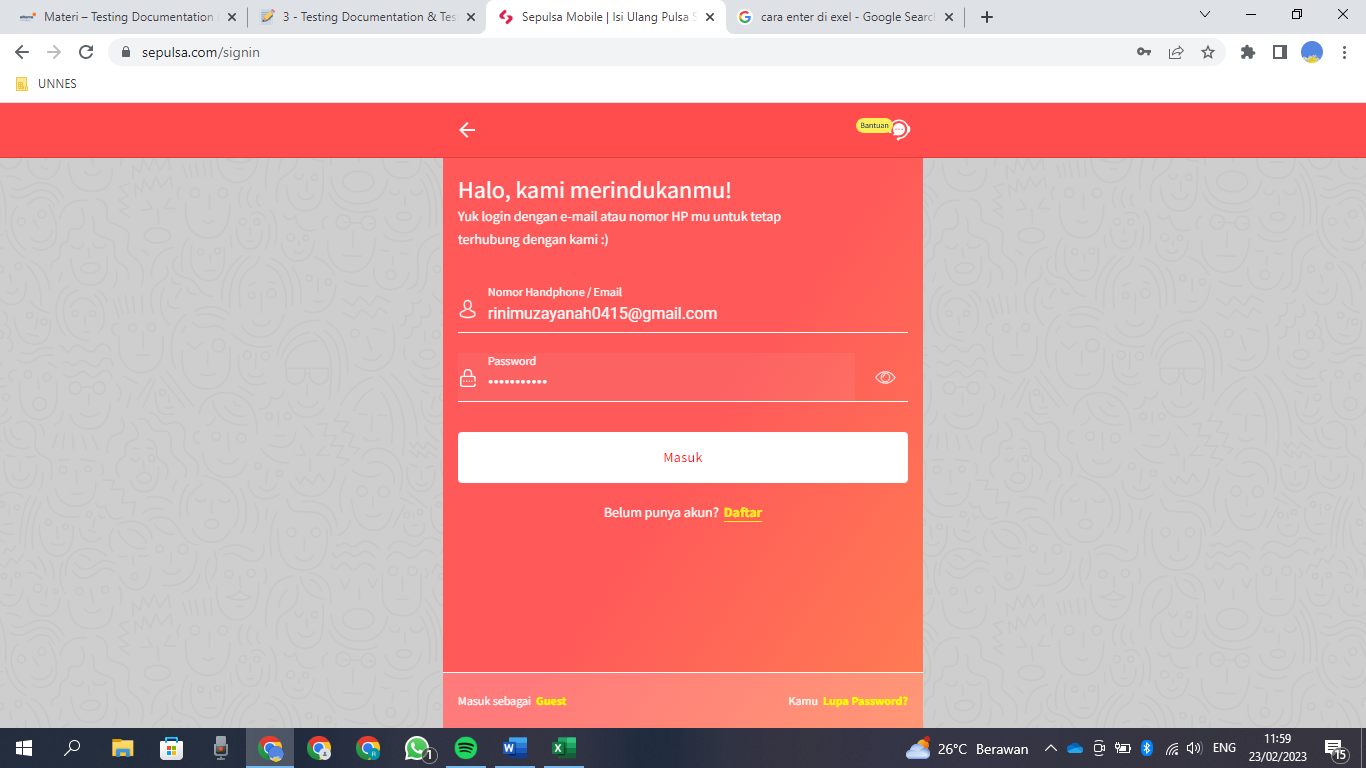 Materi – Testing Documentation
3 - Testing Documentation & Tes
Sepulsa Mobile | Isi Ulang Pulsa S
cara enter di exel - Google Search
sepulsa.com/signin
UNNES
Bantuan
Halo, kami merindukanmu!
Yuk login dengan e-mail atau nomor HP mu untuk tetap
terhubung dengan kami :)
Nomor Handphone / Email
rinimuzayanah0415@gmail.com
Password
•••••••••••
Masuk
Belum punya akun? Daftar
Masuk sebagai Guest
Kamu Lupa Password?
1
26°C Berawan
ENG
11:59
23/02/2023
15